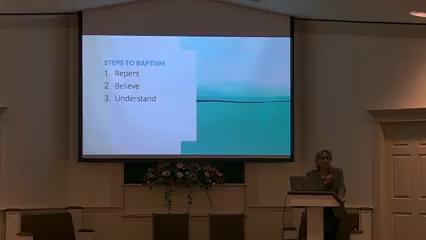 STEPS TO BAPTISM
1. Repent
2. Believe
3. Understand